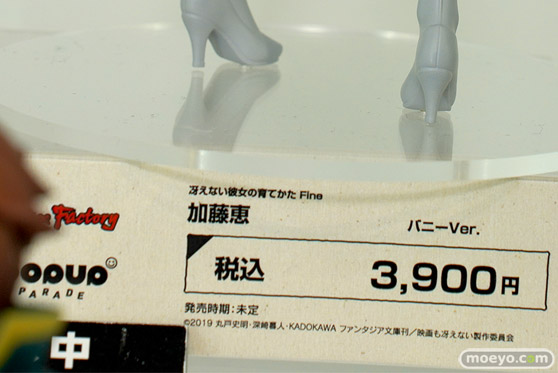 冴えない彼女の育てかた Fine
加藤恵 バニーVer.
Factory
税込 3,900円
POPUP
PARADE
発売時期:未定
©2019 丸戸史明・深崎暮人・KADOKAWA ファンタジア文庫刊/映画も冴えない製作委員会
中
moeyo.com